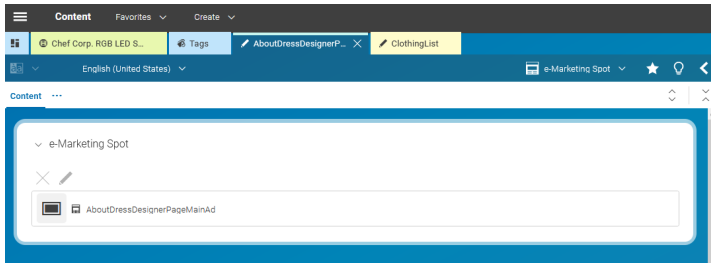 Content Favorites Create
Chef Corp. RGB LED S... Tags AboutDressDesignerP... ClothingList
English (United States) e-Marketing Spot
Content ...
e-Marketing Spot
AboutDressDesignerPageMainAd